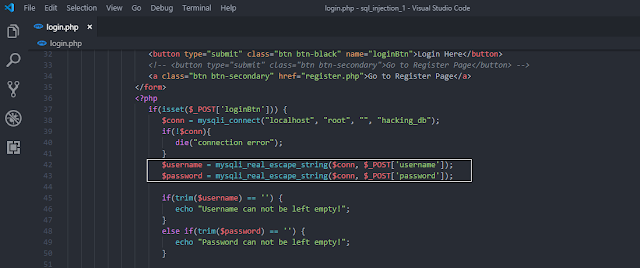 File Edit Selection View Go Debug Terminal Help
login.php - sql_injection_1 - Visual Studio Code
login.php ×
login.php
32 <button type="submit" class="btn btn-black" name="loginBtn">Login Here</button>
33 <!-- <button type="submit" class="btn btn-secondary">Go to Register Page</button> -->
34 <a class="btn btn-secondary" href="register.php">Go to Register Page</a>
35 </form>
36 <?php
37 if(isset($_POST['loginBtn'])) {
38 $conn = mysqli_connect("localhost", "root", "", "hacking_db");
39 if(!$conn){
40 die("connection error");
41 }
42 $username = mysqli_real_escape_string($conn, $_POST['username']);
43 $password = mysqli_real_escape_string($conn, $_POST['password']);
44
45 if(trim($username) == '') {
46 echo "Username can not be left empty!";
47 }
48 else if(trim($password) == '') {
49 echo "Password can not be left empty!";
50 }
51